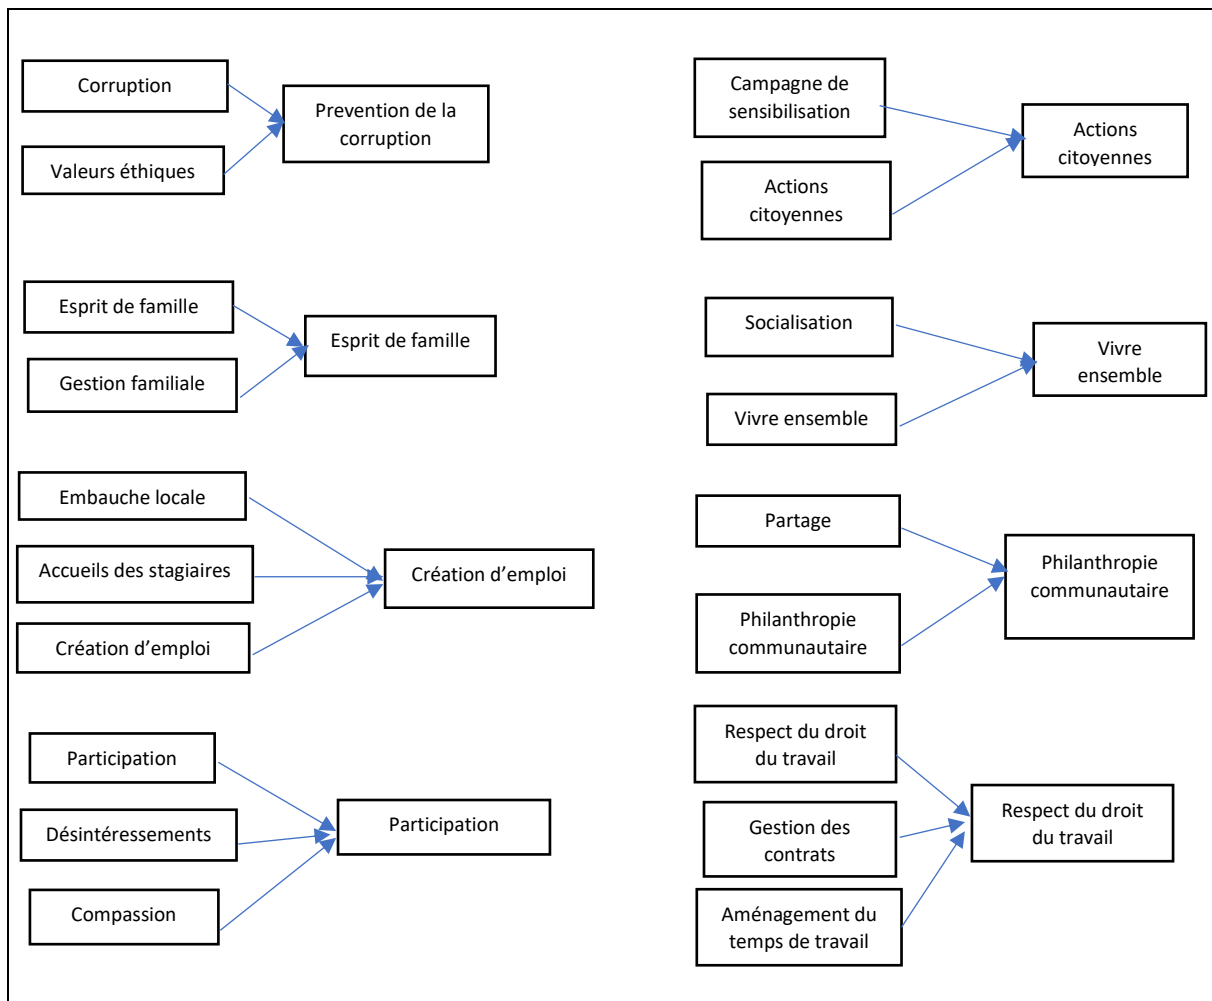 Corruption
Valeurs éthiques
Prevention de la
corruption
Campagne de
sensibilisation
Actions
citoyennes
Actions
citoyennes
Esprit de famille
Gestion familiale
Esprit de famille
Socialisation
Vivre ensemble
Vivre
ensemble
Embauche locale
Accueils des stagiaires
Création d’emploi
Création d’emploi
Partage
Philanthropie
communautaire
Philanthropie
communautaire
Participation
Désintéressements
Compassion
Participation
Respect du droit
du travail
Gestion des
contrats
Aménagement du
temps de travail
Respect du droit
du travail